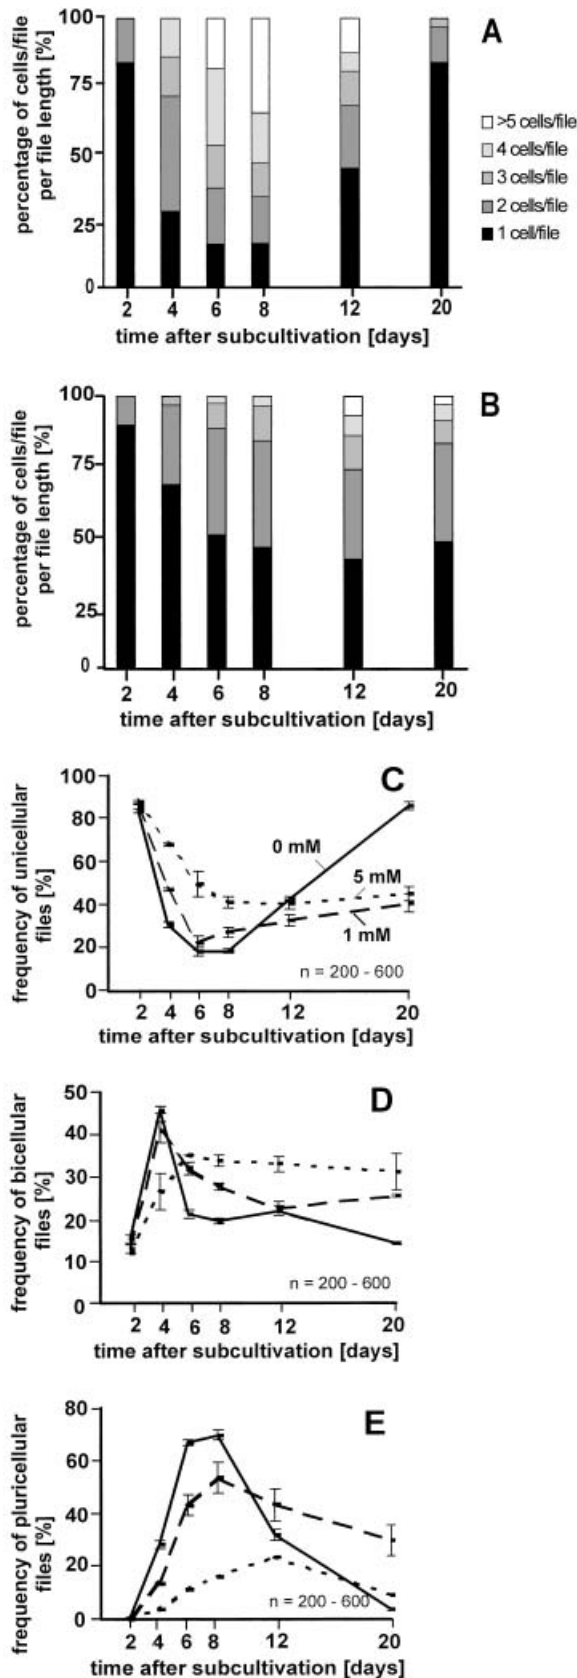 A
percentage of cells/file
per file length [%]
100
75
50
25
0
>5 cells/file
4 cells/file
3 cells/file
2 cells/file
1 cell/file
2 4 6 8 12 20
time after subcultivation [days]
B
percentage of cells/file
per file length [%]
100
75
50
25
0
2 4 6 8 12 20
time after subcultivation [days]
C
frequency of unicellular
files [%]
100
80
60
40
20
0
0 mM
5 mM
1 mM
n = 200 - 600
2 4 6 8 12 20
time after subcultivation [days]
D
frequency of bicellular
files [%]
50
40
30
20
10
0
n = 200 - 600
2 4 6 8 12 20
time after subcultivation [days]
E
frequency of pluricellular
files [%]
80
60
40
20
0
n = 200 - 600
2 4 6 8 12 20
time after subcultivation [days]